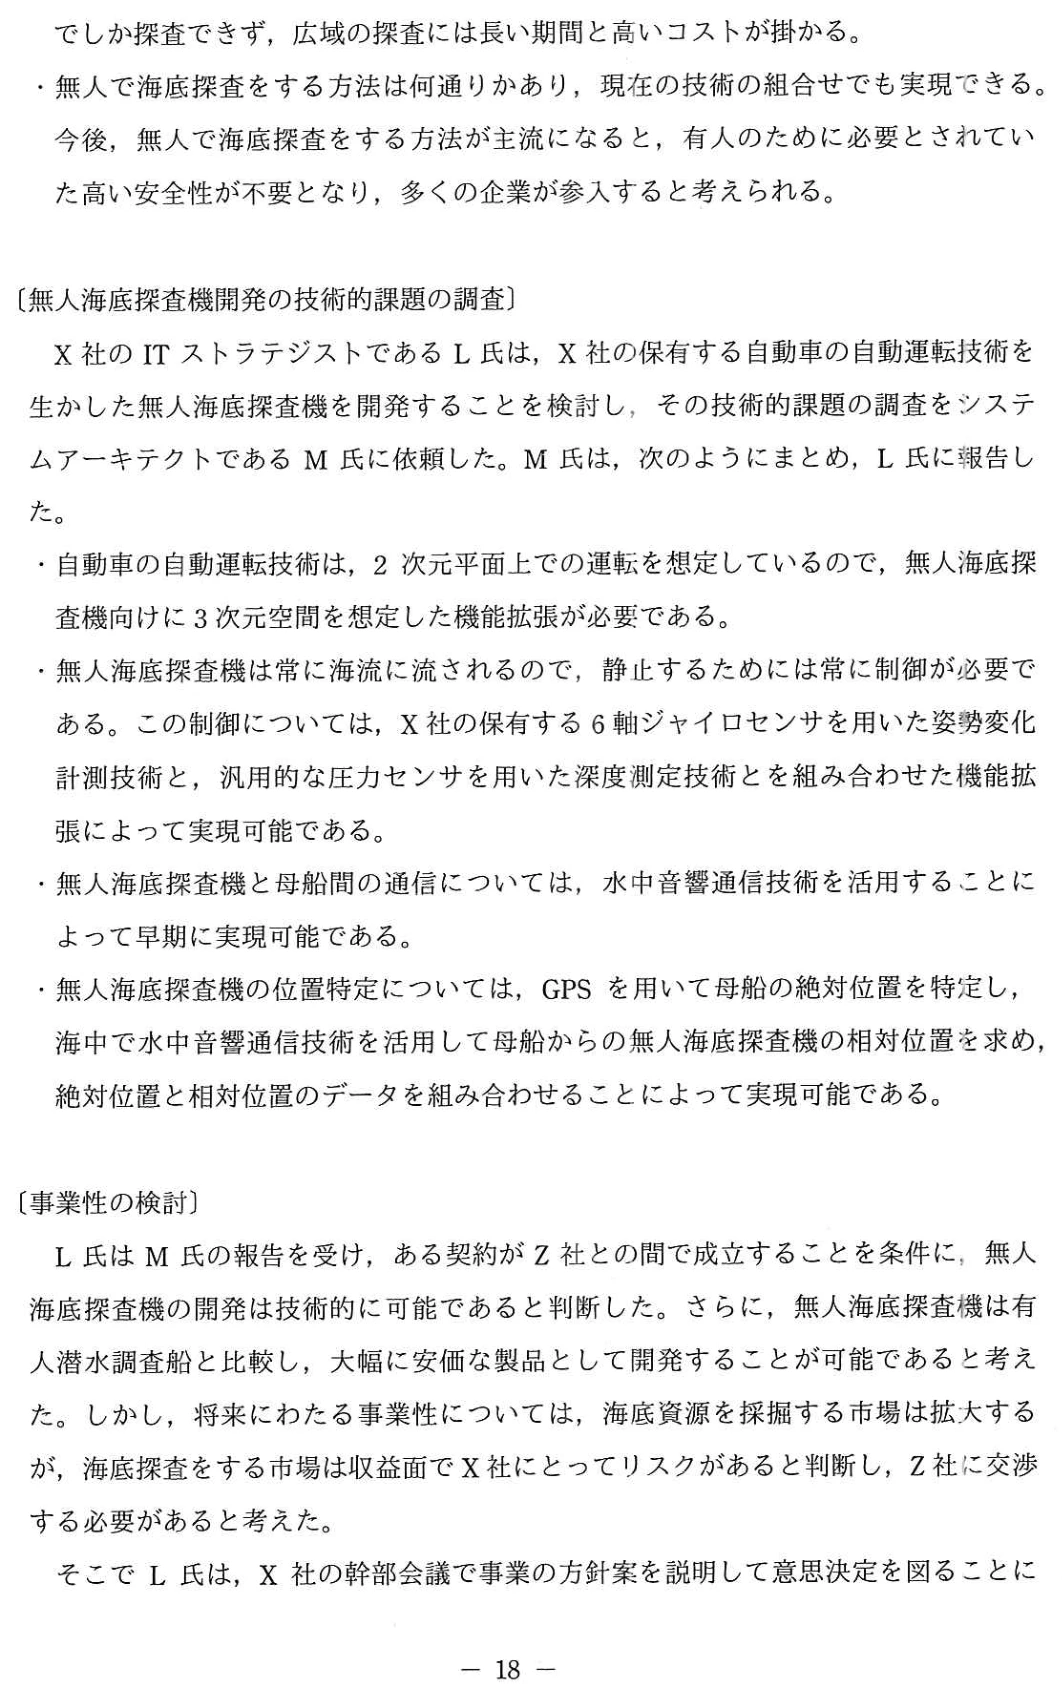 でしか探査できず，広域の探査には長い期間と高いコストが掛かる。
・無人で海底探査をする方法は何通りかあり，現在の技術の組合せでも実現できる。
今後，無人で海底探査をする方法が主流になると，有人のために必要とされてい
た高い安全性が不要となり，多くの企業が参入すると考えられる。
〔無人海底探査機開発の技術的課題の調査〕
X 社の IT ストラテジストである L 氏は，X 社の保有する自動車の自動運転技術を
生かした無人海底探査機を開発することを検討し，その技術的課題の調査をシステ
ムアーキテクトである M 氏に依頼した。M 氏は，次のようにまとめ，L 氏に報告し
た。
・自動車の自動運転技術は，2 次元平面上での運転を想定しているので，無人海底探
査機向けに 3 次元空間を想定した機能拡張が必要である。
・無人海底探査機は常に海流に流されるので，静止するためには常に制御が必要で
ある。この制御については，X 社の保有する 6 軸ジャイロセンサを用いた姿勢変化
計測技術と，汎用的な圧力センサを用いた深度測定技術とを組み合わせた機能拡
張によって実現可能である。
・無人海底探査機と母船間の通信については，水中音響通信技術を活用することに
よって早期に実現可能である。
・無人海底探査機の位置特定については，GPS を用いて母船の絶対位置を特定し，
海中で水中音響通信技術を活用して母船からの無人海底探査機の相対位置を求め，
絶対位置と相対位置のデータを組み合わせることによって実現可能である。
〔事業性の検討〕
L 氏は M 氏の報告を受け，ある契約が Z 社との間で成立することを条件に，無人
海底探査機の開発は技術的に可能であると判断した。さらに，無人海底探査機は有
人潜水調査船と比較し，大幅に安価な製品として開発することが可能であると考え
た。しかし，将来にわたる事業性については，海底資源を採掘する市場は拡大する
が，海底探査をする市場は収益面で X 社にとってリスクがあると判断し，Z 社に交渉
する必要があると考えた。
そこで L 氏は，X 社の幹部会議で事業の方針案を説明して意思決定を図ることに
－ 18 －